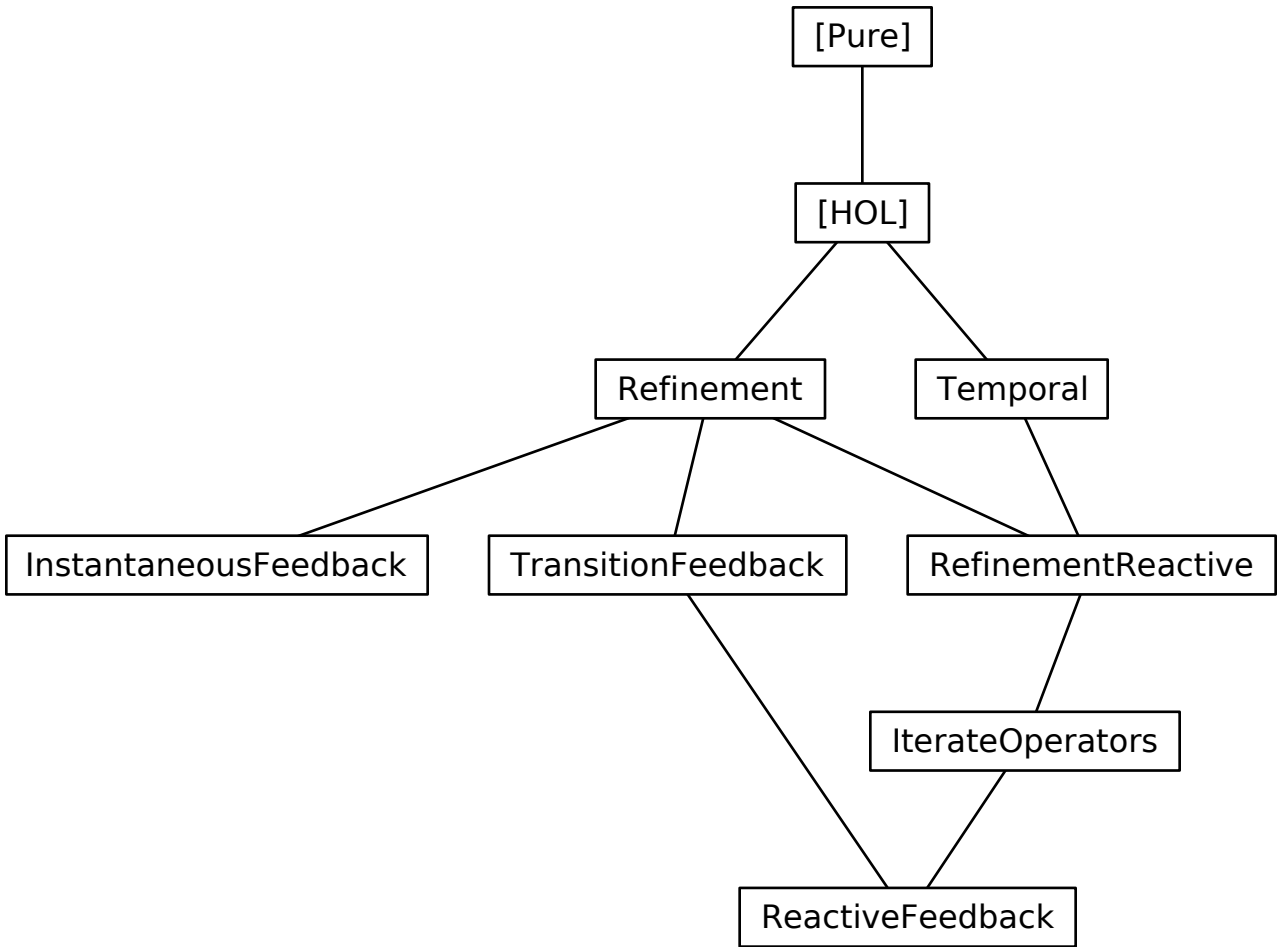 [Pure]
[HOL]
Refinement
Temporal
InstantaneousFeedback
TransitionFeedback
RefinementReactive
IterateOperators
ReactiveFeedback